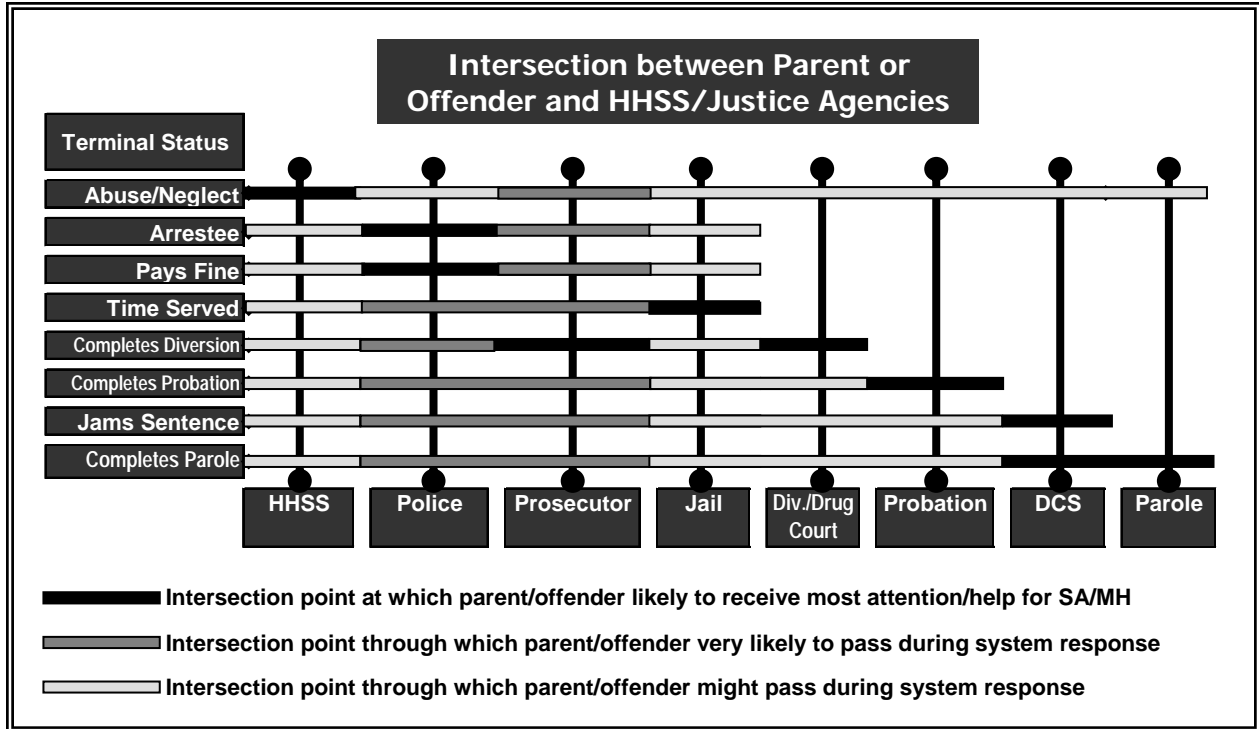 Intersection between Parent or
Offender and HHSS/Justice Agencies
Terminal Status
Abuse/Neglect
Arrestee
Pays Fine
Time Served
Completes Diversion
Completes Probation
Jams Sentence
Completes Parole
HHSS
Police
Prosecutor
Jail
Div./Drug
Court
Probation
DCS
Parole
Intersection point at which parent/offender likely to receive most attention/help for SA/MH
Intersection point through which parent/offender very likely to pass during system response
Intersection point through which parent/offender might pass during system response